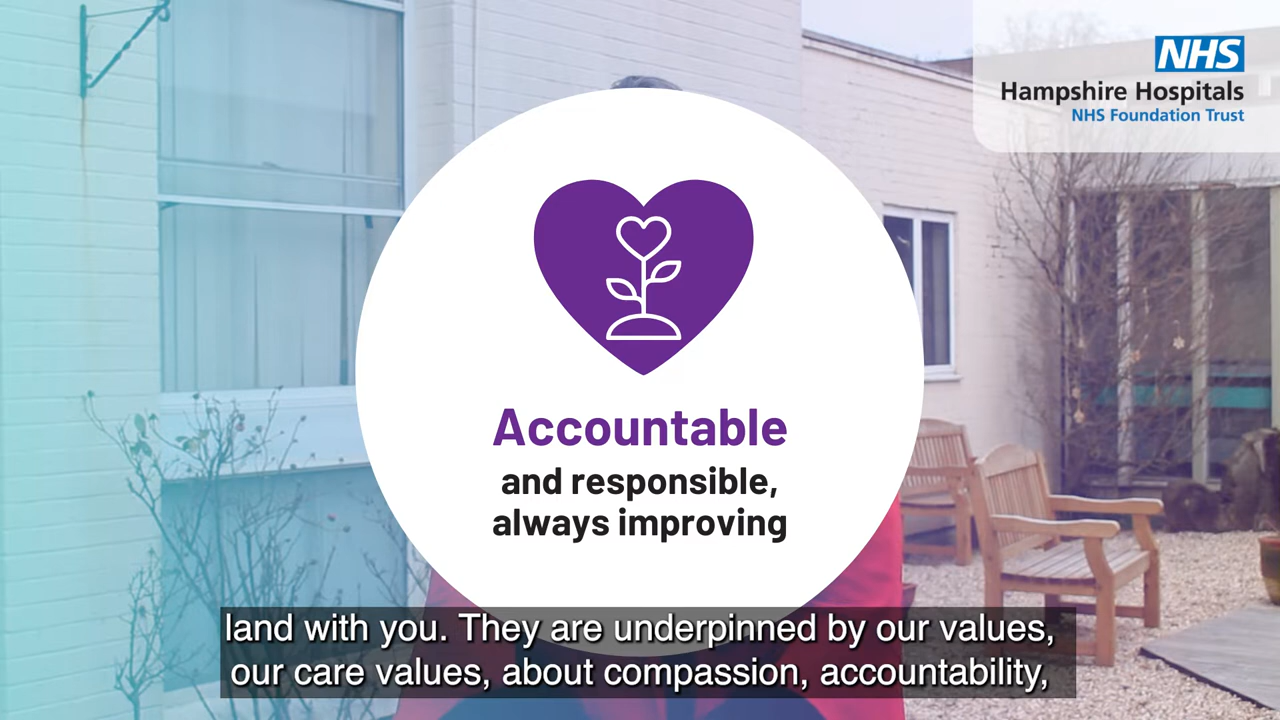 NHS
Hampshire Hospitals
NHS Foundation Trust
Accountable
and responsible,
always improving
land with you. They are underpinned by our values,
our care values, about compassion, accountability,